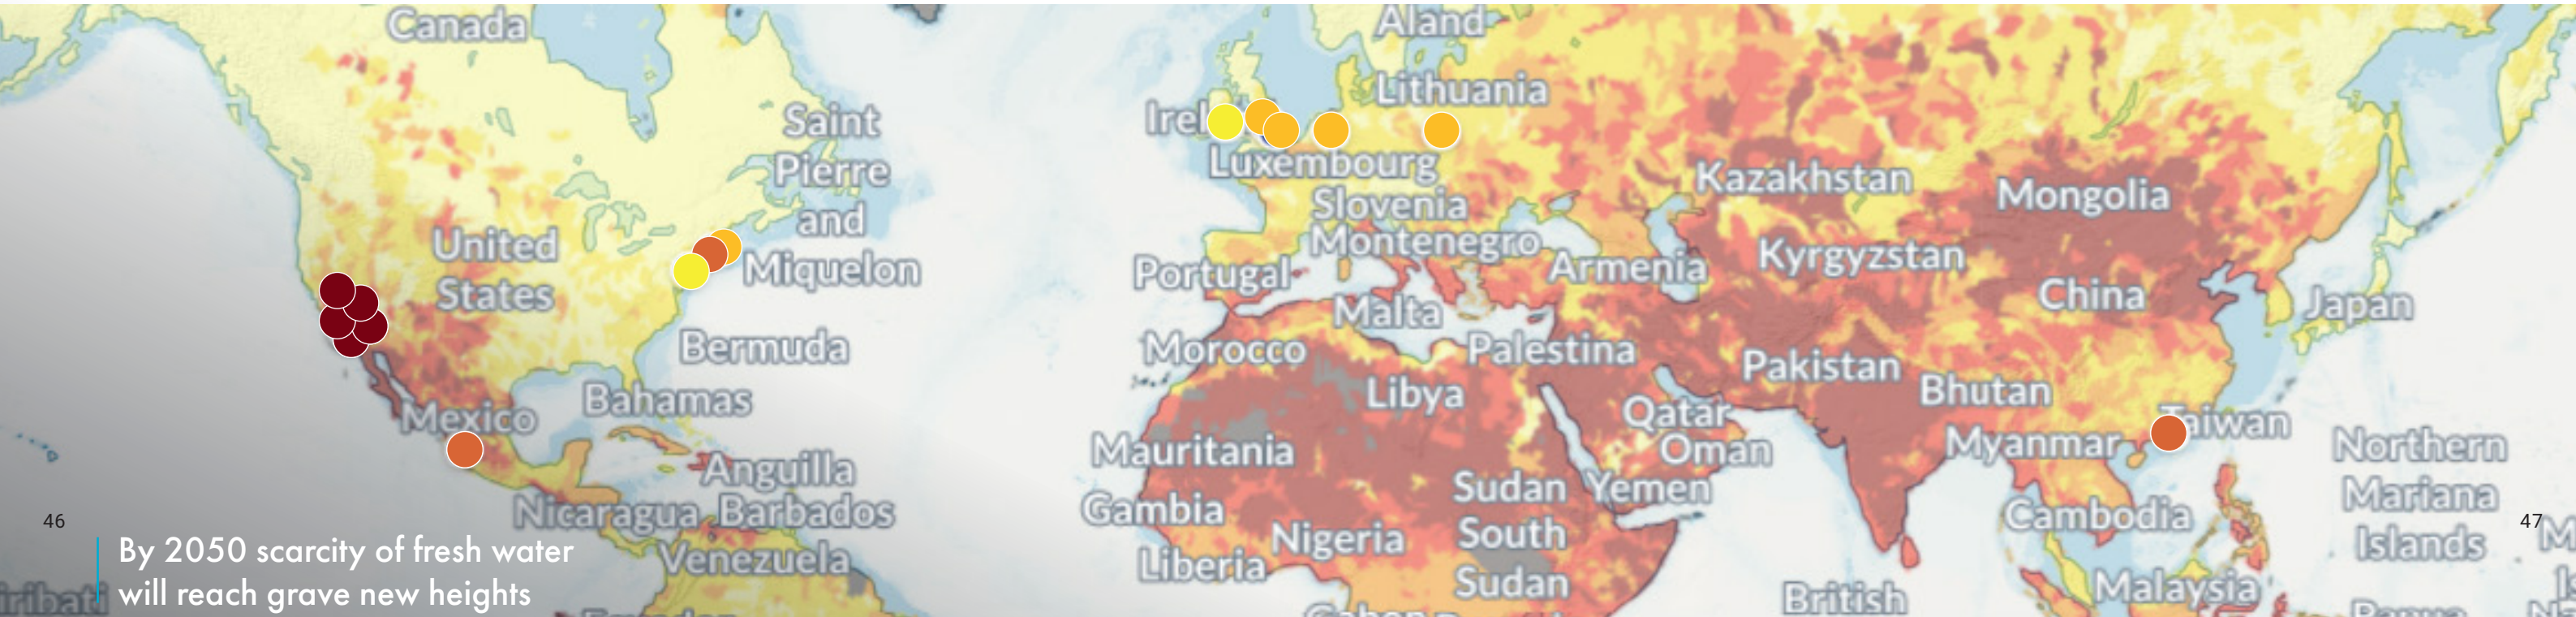 Canada
Aland
Lithuania
Saint
Pierre
and
Miquelon
United
States
Luxembourg
Slovenia
Montenegro
Portugal
Armenia
Kazakhstan
Mongolia
Kyrgyzstan
China
Japan
Malta
Bermuda
Morocco
Palestine
Pakistan
Bhutan
Bahamas
Libya
Mexico
Qatar
Oman
Myanmar
Mauritania
Anguilla
Northern
Mariana
Islands
Sudan
Yemen
Gambia
Nicaragua
Barbados
Cambodia
Nigeria
South
Sudan
Liberia
Venezuela
Malaysia
British
46
By 2050 scarcity of fresh water
will reach grave new heights
47